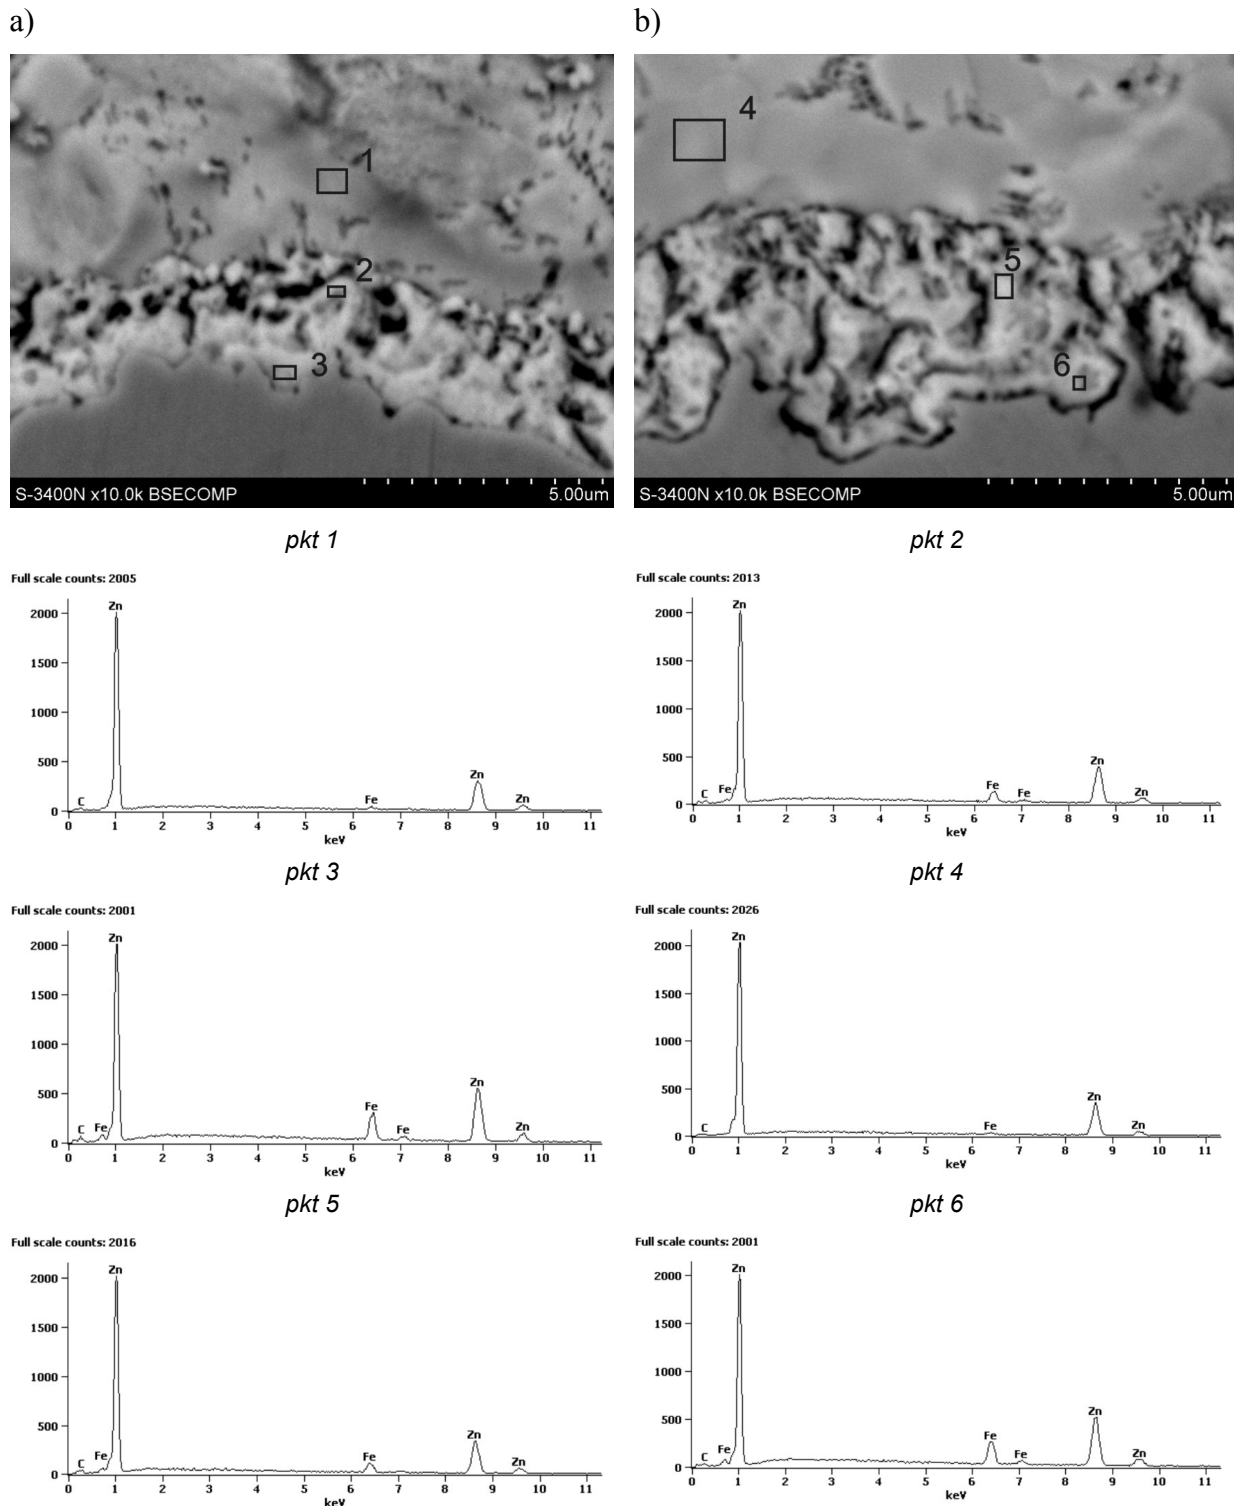 a)
b)
1
2
3
S-3400N x10.0k BSECOMP 5.00um
4
5
6
S-3400N x10.0k BSECOMP 5.00um
pkt 1
Full scale counts: 2005
2000
1500
1000
500
0
Zn
C
Fe
Zn
Zn
0 1 2 3 4 5 6 7 8 9 10 11
keV
pkt 2
Full scale counts: 2013
2000
1500
1000
500
0
Zn
C
Fe
Fe
Fe
Zn
Zn
0 1 2 3 4 5 6 7 8 9 10 11
keV
pkt 3
Full scale counts: 2001
2000
1500
1000
500
0
Zn
C
Fe
Fe
Fe
Zn
Zn
0 1 2 3 4 5 6 7 8 9 10 11
keV
pkt 4
Full scale counts: 2026
2000
1500
1000
500
0
Zn
C
Fe
Zn
Zn
0 1 2 3 4 5 6 7 8 9 10 11
keV
pkt 5
Full scale counts: 2016
2000
1500
1000
500
0
Zn
C
Fe
Fe
Zn
Zn
0 1 2 3 4 5 6 7 8 9 10 11
keV
pkt 6
Full scale counts: 2001
2000
1500
1000
500
0
Zn
C
Fe
Fe
Fe
Zn
Zn
0 1 2 3 4 5 6 7 8 9 10 11
keV